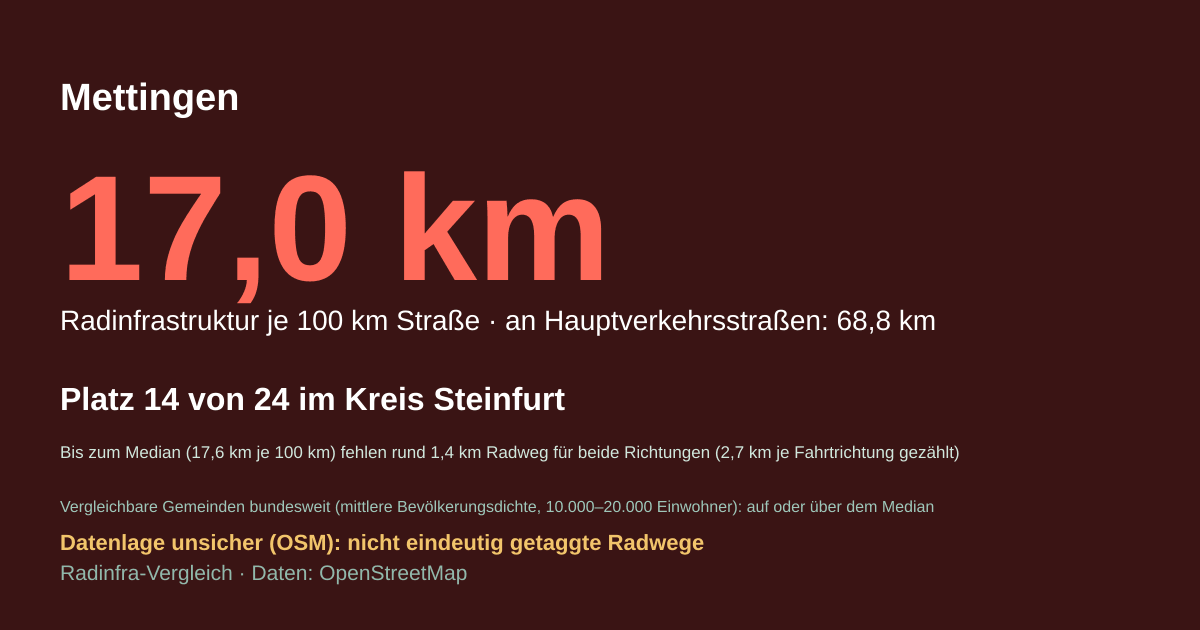 Mettingen
17,0 km
Radinfrastruktur je 100 km Straße · an Hauptverkehrsstraßen: 68,8 km
Platz 14 von 24 im Kreis Steinfurt
Bis zum Median (17,6 km je 100 km) fehlen rund 1,4 km Radweg für beide Richtungen (2,7 km je Fahrtrichtung gezählt)
Vergleichbare Gemeinden bundesweit (mittlere Bevölkerungsdichte, 10.000–20.000 Einwohner): auf oder über dem Median
Datenlage unsicher (OSM): nicht eindeutig getaggte Radwege
Radinfra-Vergleich · Daten: OpenStreetMap